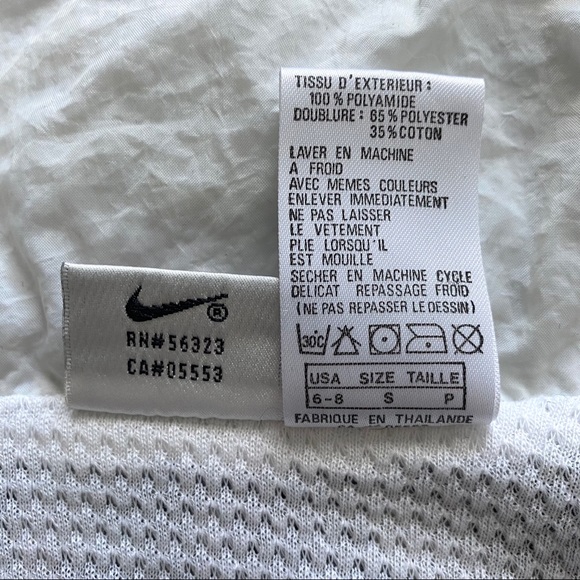 TISSU D'EXTERIEUR:
100% POLYAMIDE
DOUBLURE: 65% POLYESTER
35% COTON
LAVER EN MACHINE
A FROID
AVEC MEMES COULEURS
ENLEVER IMMEDIATEMENT
NE PAS LAISSER
LE VETEMENT
PLIE LORSQU'IL
EST MOUILLE
SECHER EN MACHINE CYCLE
DELICAT REPASSAGE FROID
(NE PAS REPASSER LE DESSIN)
30°C
USA SIZE TAILLE
6-8 S P
FABRIQUE EN THAILANDE
®
RN#56323
CA#05553